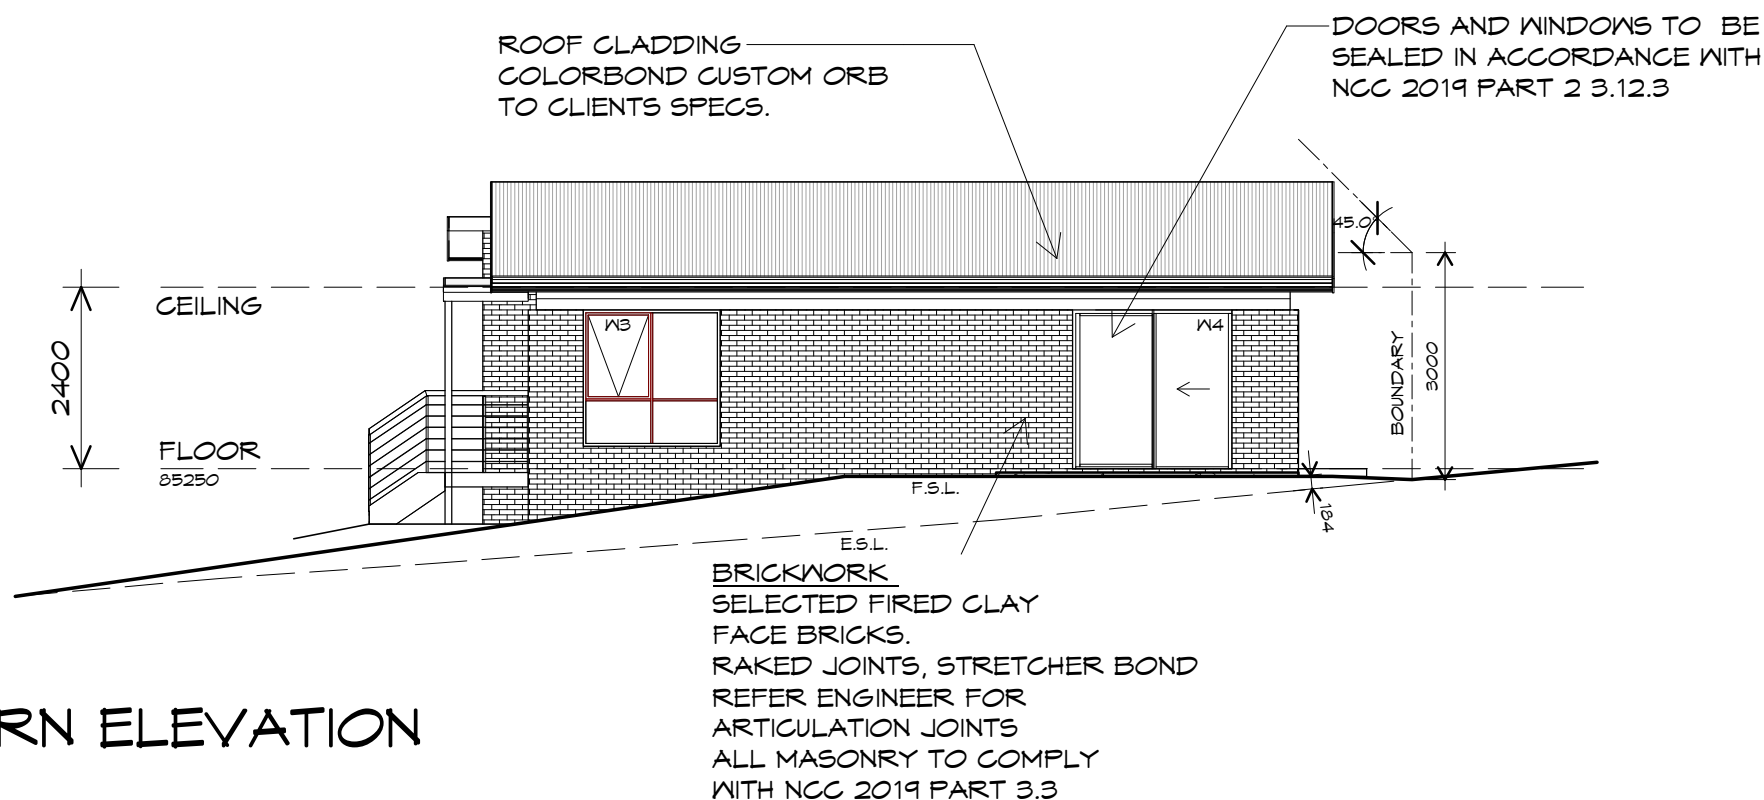 ROOF CLADDING
COLORBOND CUSTOM ORB
TO CLIENTS SPECS.
DOORS AND WINDOWS TO BE
SEALED IN ACCORDANCE WITH
NCC 2019 PART 2 3.12.3
45.0°
CEILING
2400
W3
W4
BOUNDARY
3000
FLOOR
85250
F.S.L.
184
E.S.L.
BRICKWORK
SELECTED FIRED CLAY
FACE BRICKS.
RAKED JOINTS, STRETCHER BOND
REFER ENGINEER FOR
ARTICULATION JOINTS
ALL MASONRY TO COMPLY
WITH NCC 2019 PART 3.3
RN ELEVATION